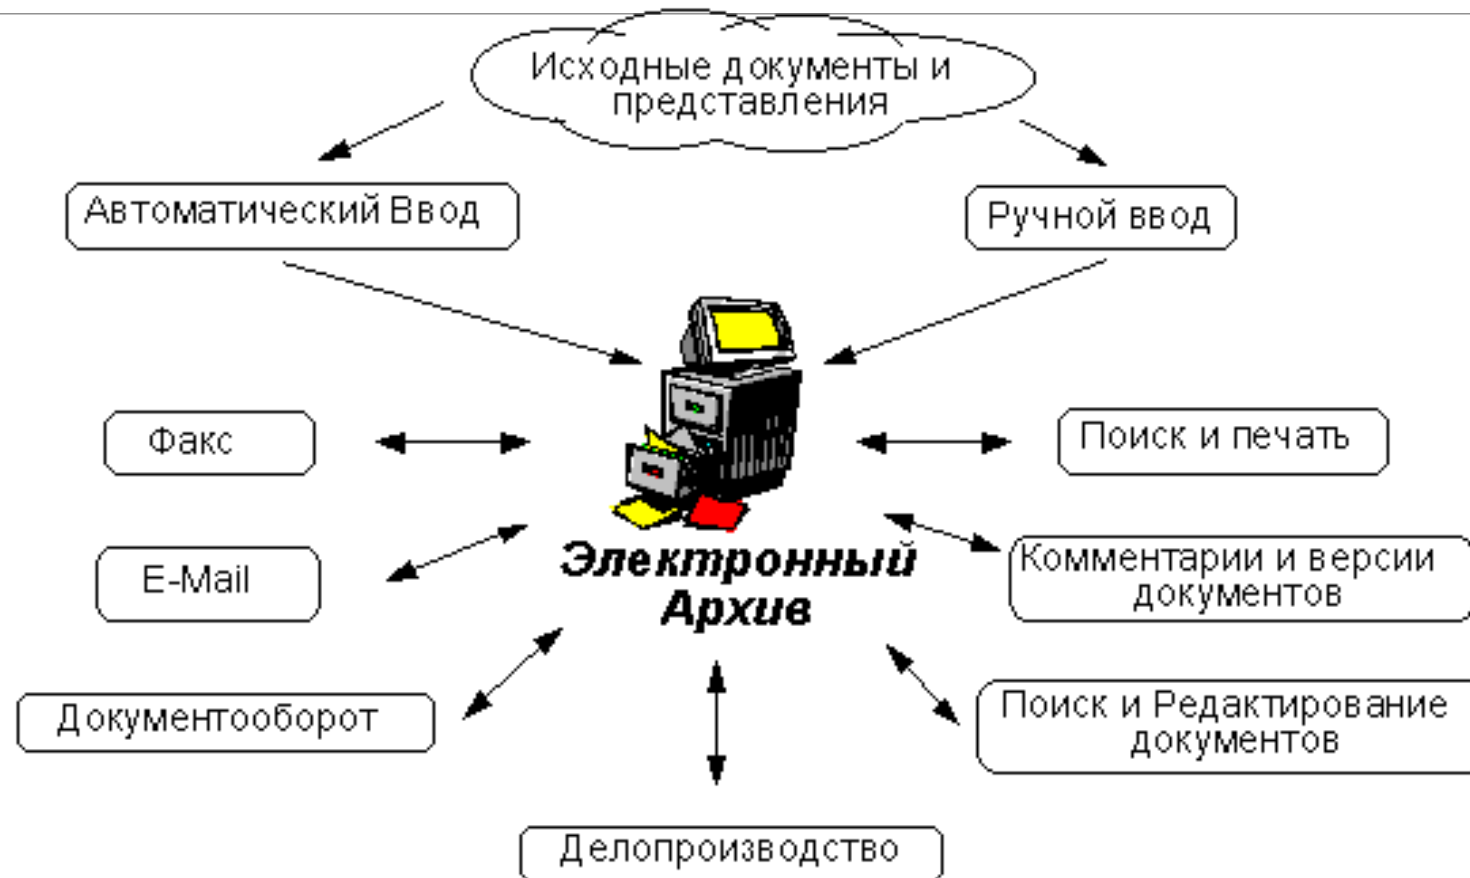 Исходные документы и
представления
Автоматический Ввод
Ручной ввод
Факс
Поиск и печать
E-Mail
Электронный
Архив
Комментарии и версии
документов
Документооборот
Поиск и Редактирование
документов
Делопроизводство